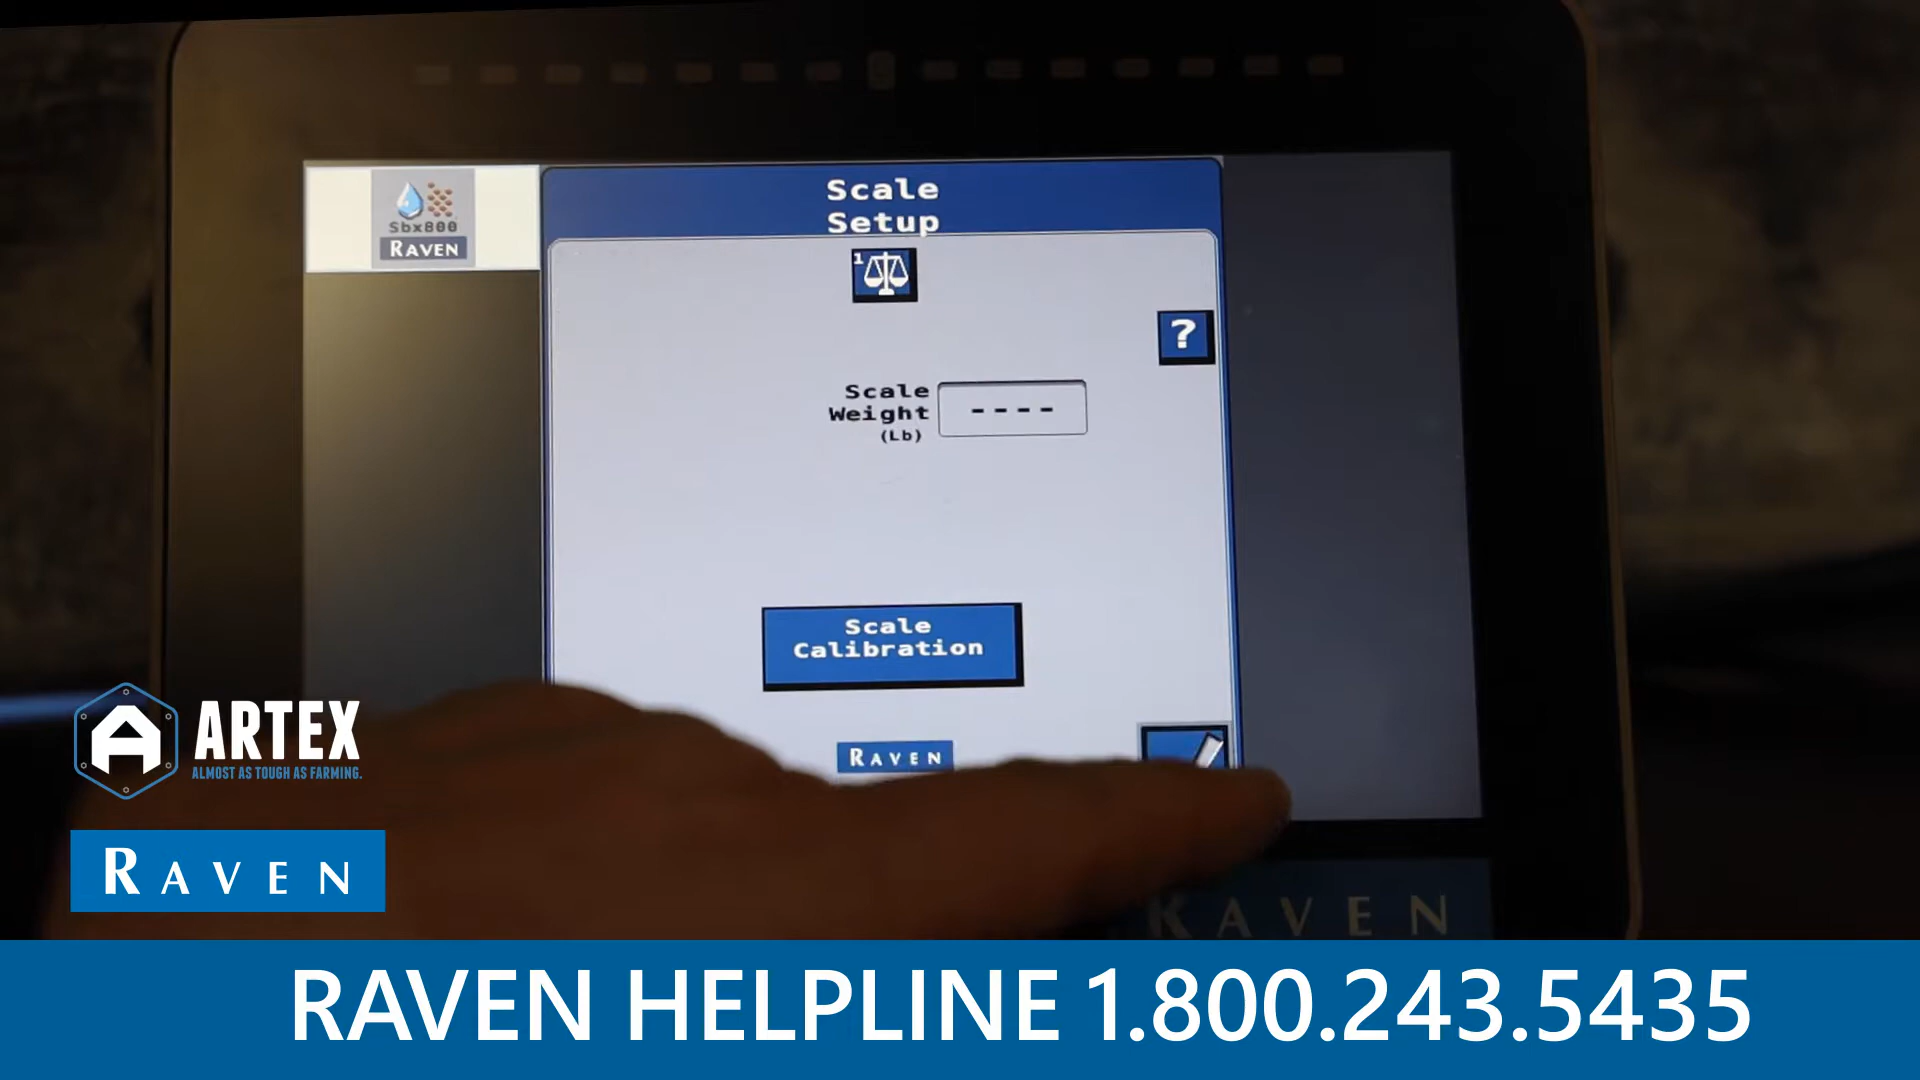 Sbx800
RAVEN
Scale
Setup
1
?
Scale
Weight
(Lb)
----
Scale
Calibration
RAVEN
ARTEX
ALMOST AS TOUGH AS FARMING.
RAVEN
RAVEN
RAVEN HELPLINE 1.800.243.5435